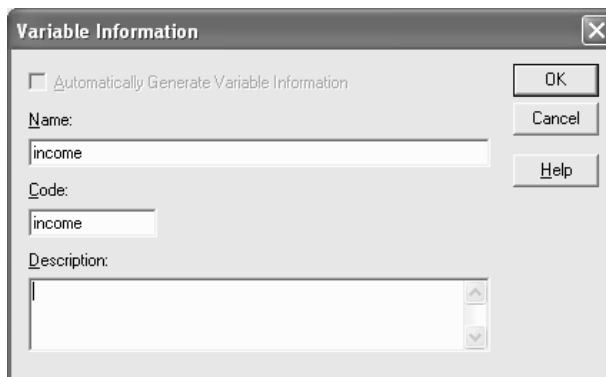 Variable Information
Automatically Generate Variable Information
OK
Name:
Cancel
income
Help
Code:
income
Description: